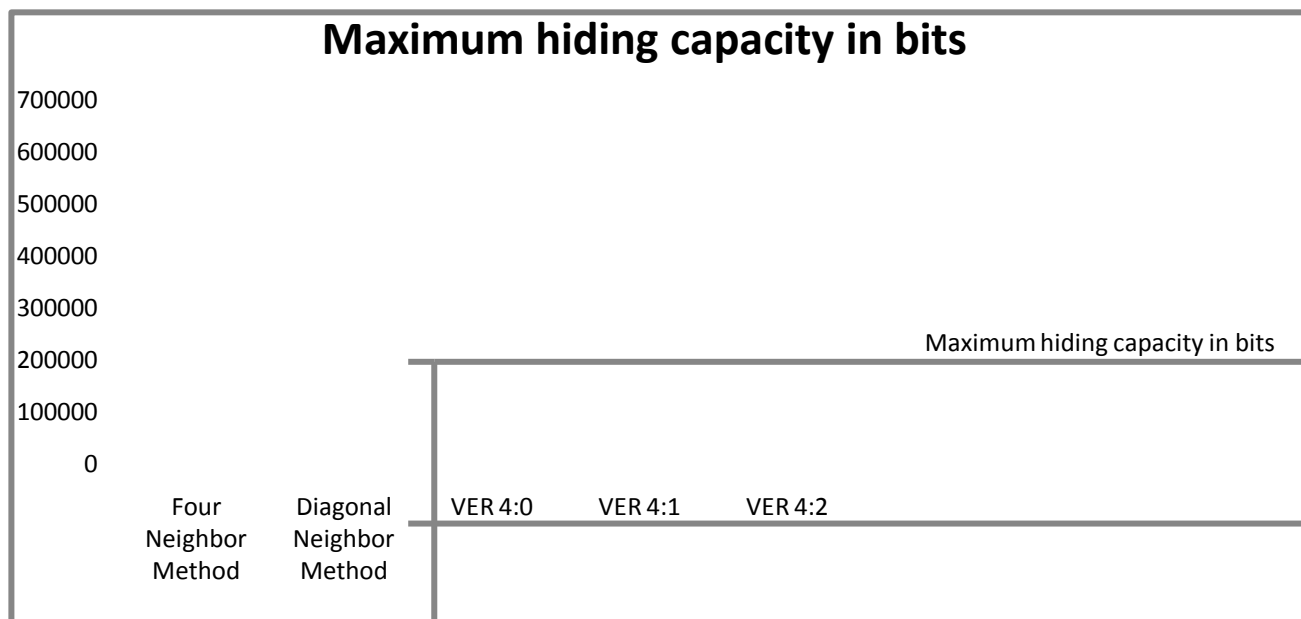 Maximum hiding capacity in bits
700000
600000
500000
400000
300000
Maximum hiding capacity in bits
200000
100000
0
Four Diagonal VER 4:0 VER 4:1 VER 4:2
Neighbor Neighbor
Method Method